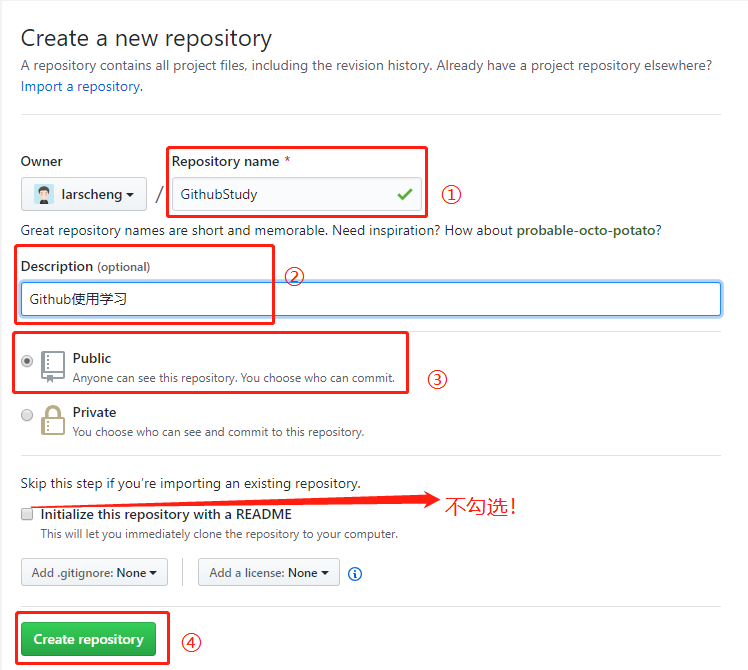 Create a new repository
A repository contains all project files, including the revision history. Already have a project repository elsewhere?
Import a repository.
Owner
Repository name *
larscheng
/
GithubStudy
①
Great repository names are short and memorable. Need inspiration? How about probable-octo-potato?
Description (optional)
②
Github使用学习
Public
Anyone can see this repository. You choose who can commit.
③
Private
You choose who can see and commit to this repository.
Skip this step if you're importing an existing repository.
不勾选!
Initialize this repository with a README
This will let you immediately clone the repository to your computer.
Add .gitignore: None
Add a license: None
Create repository
④